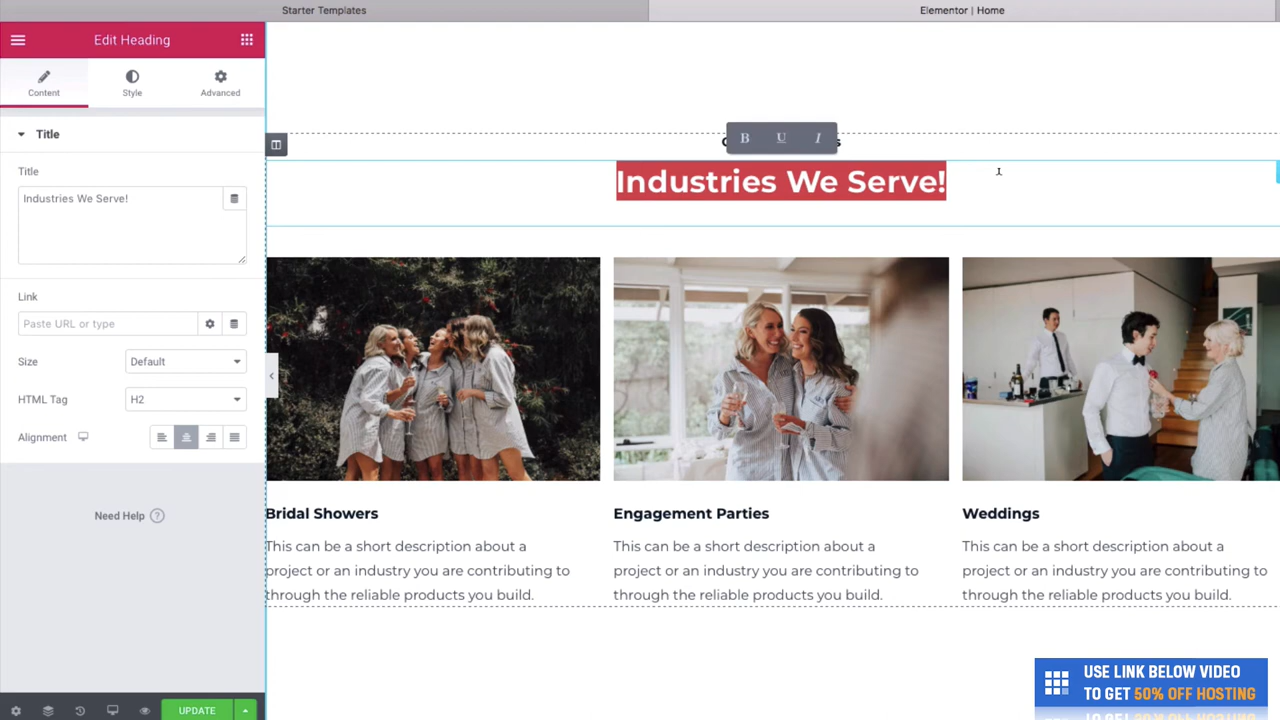 Starter Templates
Elementor | Home
Edit Heading
Content
Style
Advanced
Title
Title
Industries We Serve!
Link
Paste URL or type
Size
Default
HTML Tag
H2
Alignment
Need Help ?
UPDATE
B U I
Industries We Serve!
Bridal Showers
This can be a short description about a
project or an industry you are contributing to
through the reliable products you build.
Engagement Parties
This can be a short description about a
project or an industry you are contributing to
through the reliable products you build.
Weddings
This can be a short description about a
project or an industry you are contributing to
through the reliable products you build.
USE LINK BELOW VIDEO
TO GET 50% OFF HOSTING